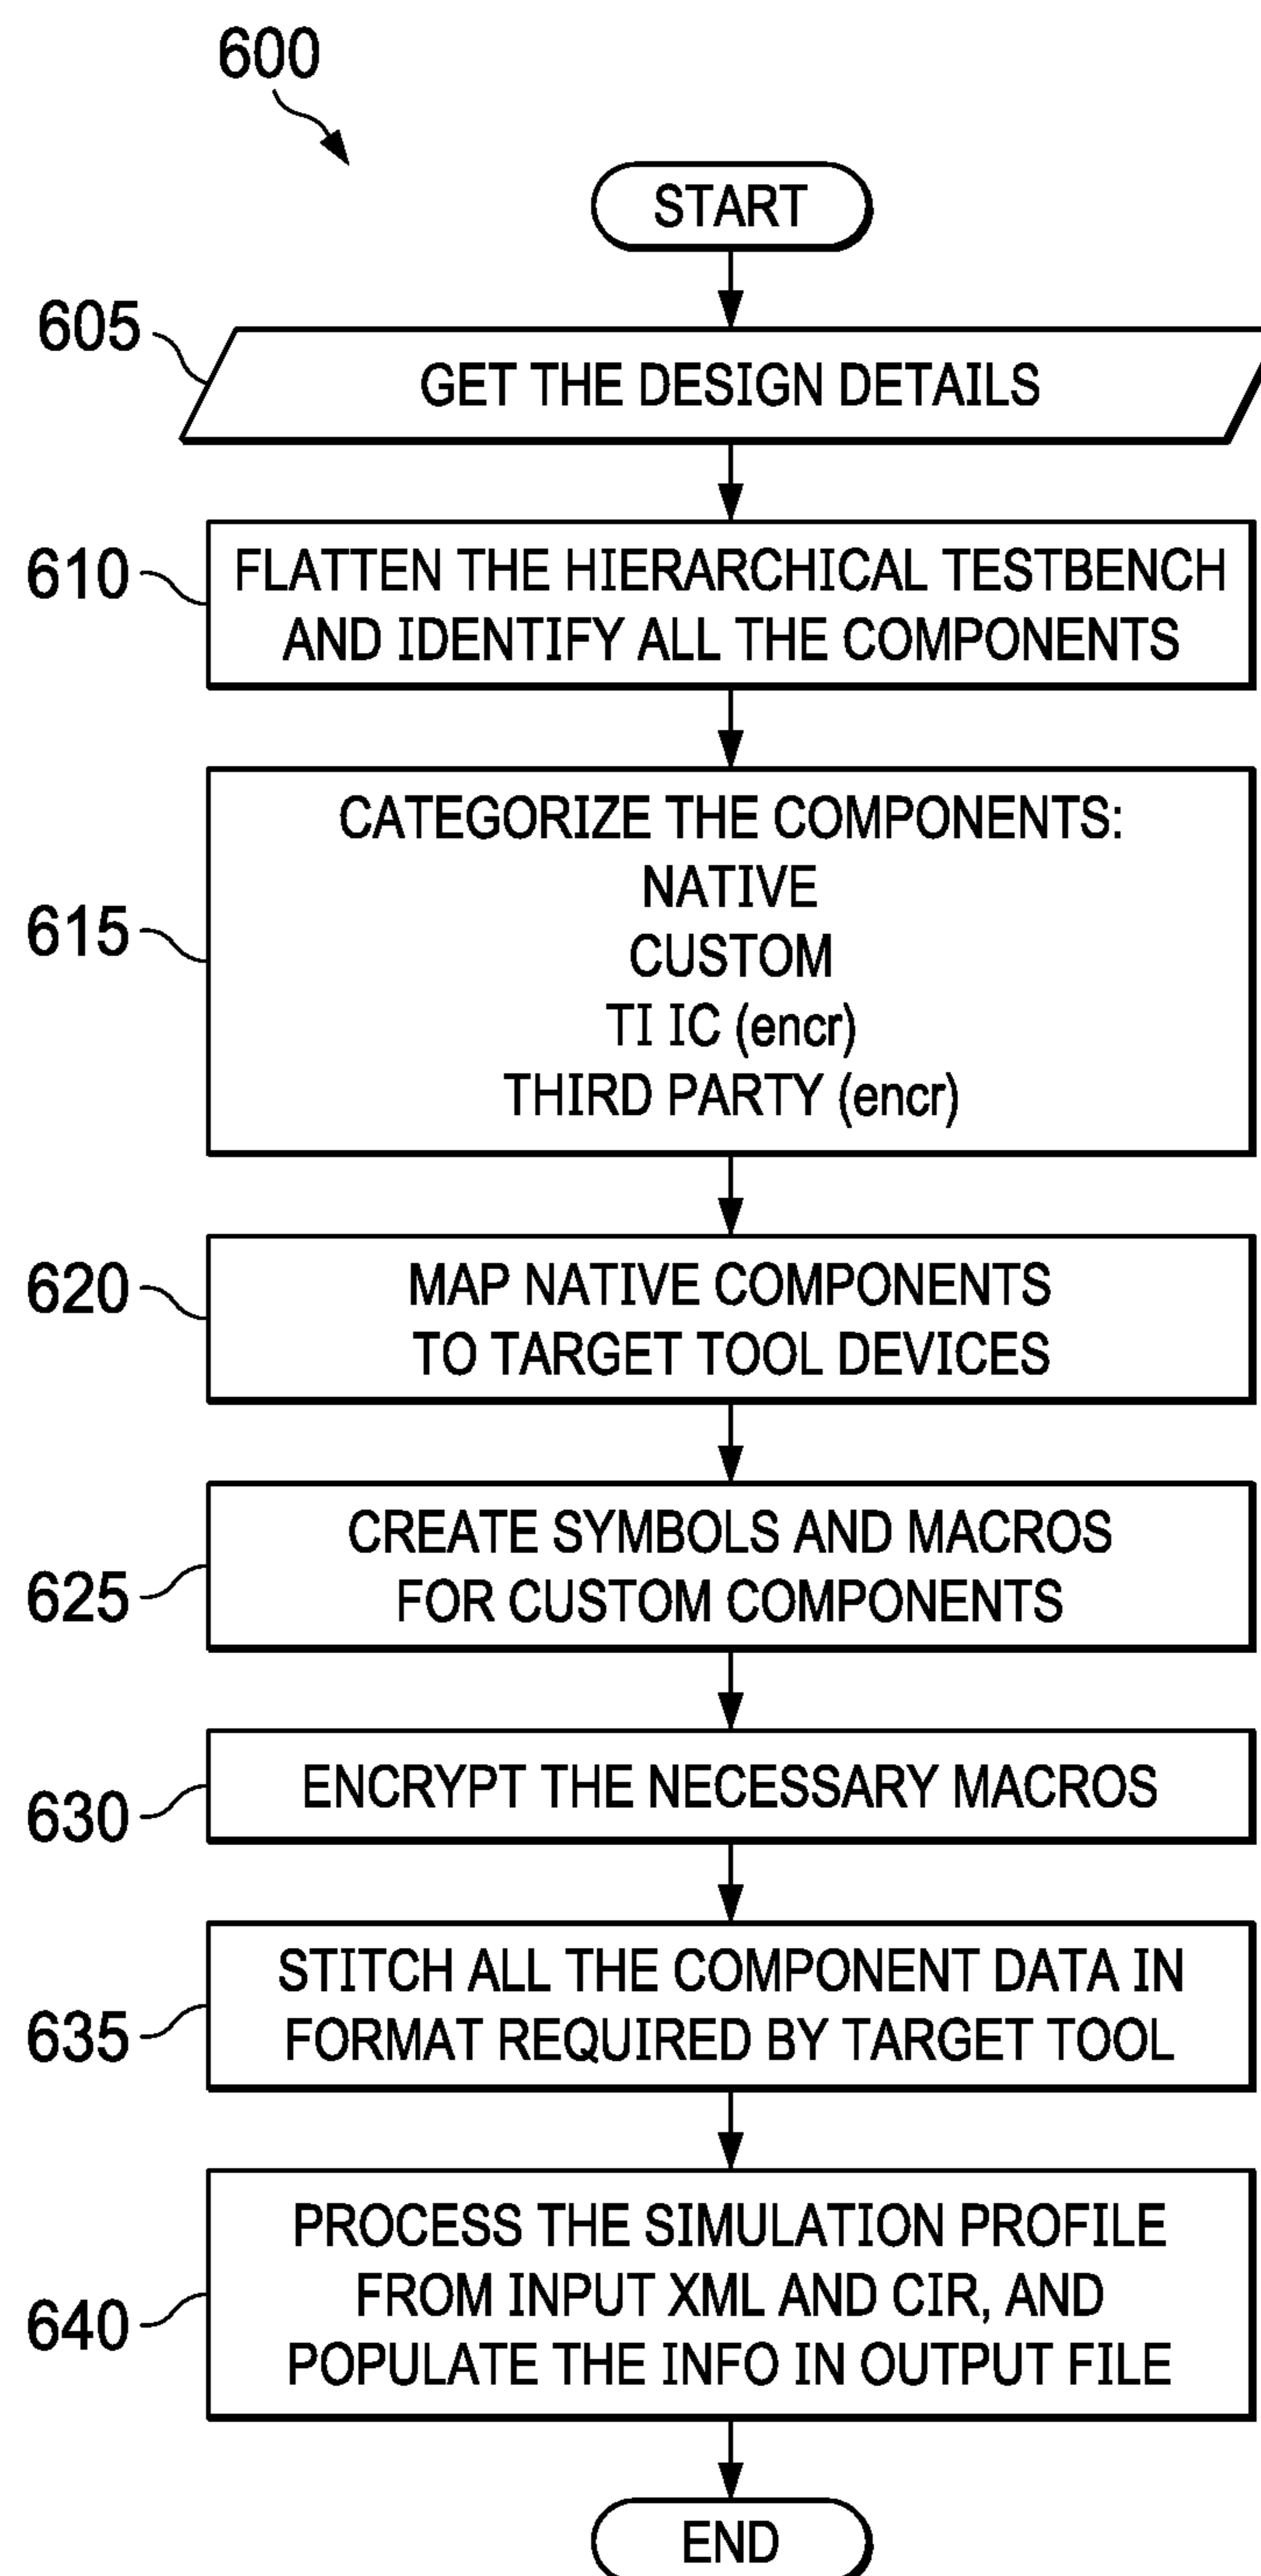 600
START
605
GET THE DESIGN DETAILS
610
FLATTEN THE HIERARCHICAL TESTBENCH
AND IDENTIFY ALL THE COMPONENTS
615
CATEGORIZE THE COMPONENTS:
NATIVE
CUSTOM
TI IC (encr)
THIRD PARTY (encr)
620
MAP NATIVE COMPONENTS
TO TARGET TOOL DEVICES
625
CREATE SYMBOLS AND MACROS
FOR CUSTOM COMPONENTS
630
ENCRYPT THE NECESSARY MACROS
635
STITCH ALL THE COMPONENT DATA IN
FORMAT REQUIRED BY TARGET TOOL
640
PROCESS THE SIMULATION PROFILE
FROM INPUT XML AND CIR, AND
POPULATE THE INFO IN OUTPUT FILE
END